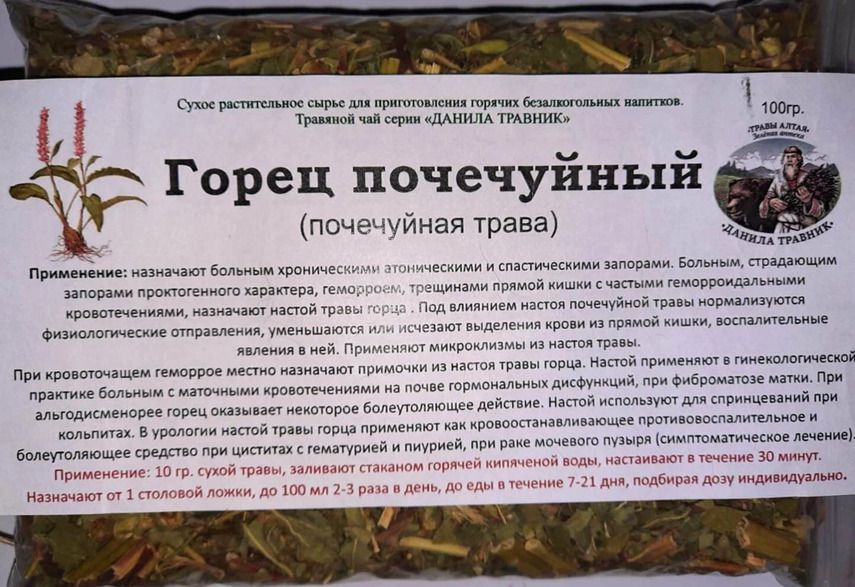 Сухое растительное сырье для приготовления горячих безалкогольных напитков.
Травяной чай серии «ДАНИЛА ТРАВНИК»
100гр.
ТРАВЫ АЛТАЯ
Зелёная аптека
ДАНИЛА ТРАВНИК
Горец почечуйный
(почечуйная трава)
Применение: назначают больным хроническими атоническими и спастическими запорами. Больным, страдающим
запорами проктогенного характера, геморроем, трещинами прямой кишки с частыми геморроидальными
кровотечениями, назначают настой травы горца . Под влиянием настоя почечуйной травы нормализуются
физиологические отправления, уменьшаются или исчезают выделения крови из прямой кишки, воспалительные
явления в ней. Применяют микроклизмы из настоя травы.
При кровоточащем геморрое местно назначают примочки из настоя травы горца. Настой применяют в гинекологической
практике больным с маточными кровотечениями на почве гормональных дисфункций, при фиброматозе матки. При
альгодисменорее горец оказывает некоторое болеутоляющее действие. Настой используют для спринцеваний при
кольпитах. В урологии настой травы горца применяют как кровоостанавливающее противовоспалительное и
болеутоляющее средство при циститах с гематурией и пиурией, при раке мочевого пузыря (симптоматическое лечение).
Применение: 10 гр. сухой травы, заливают стаканом горячей кипяченой воды, настаивают в течение 30 минут.
Назначают от 1 столовой ложки, до 100 мл 2-3 раза в день, до еды в течение 7-21 дня, подбирая дозу индивидуально.